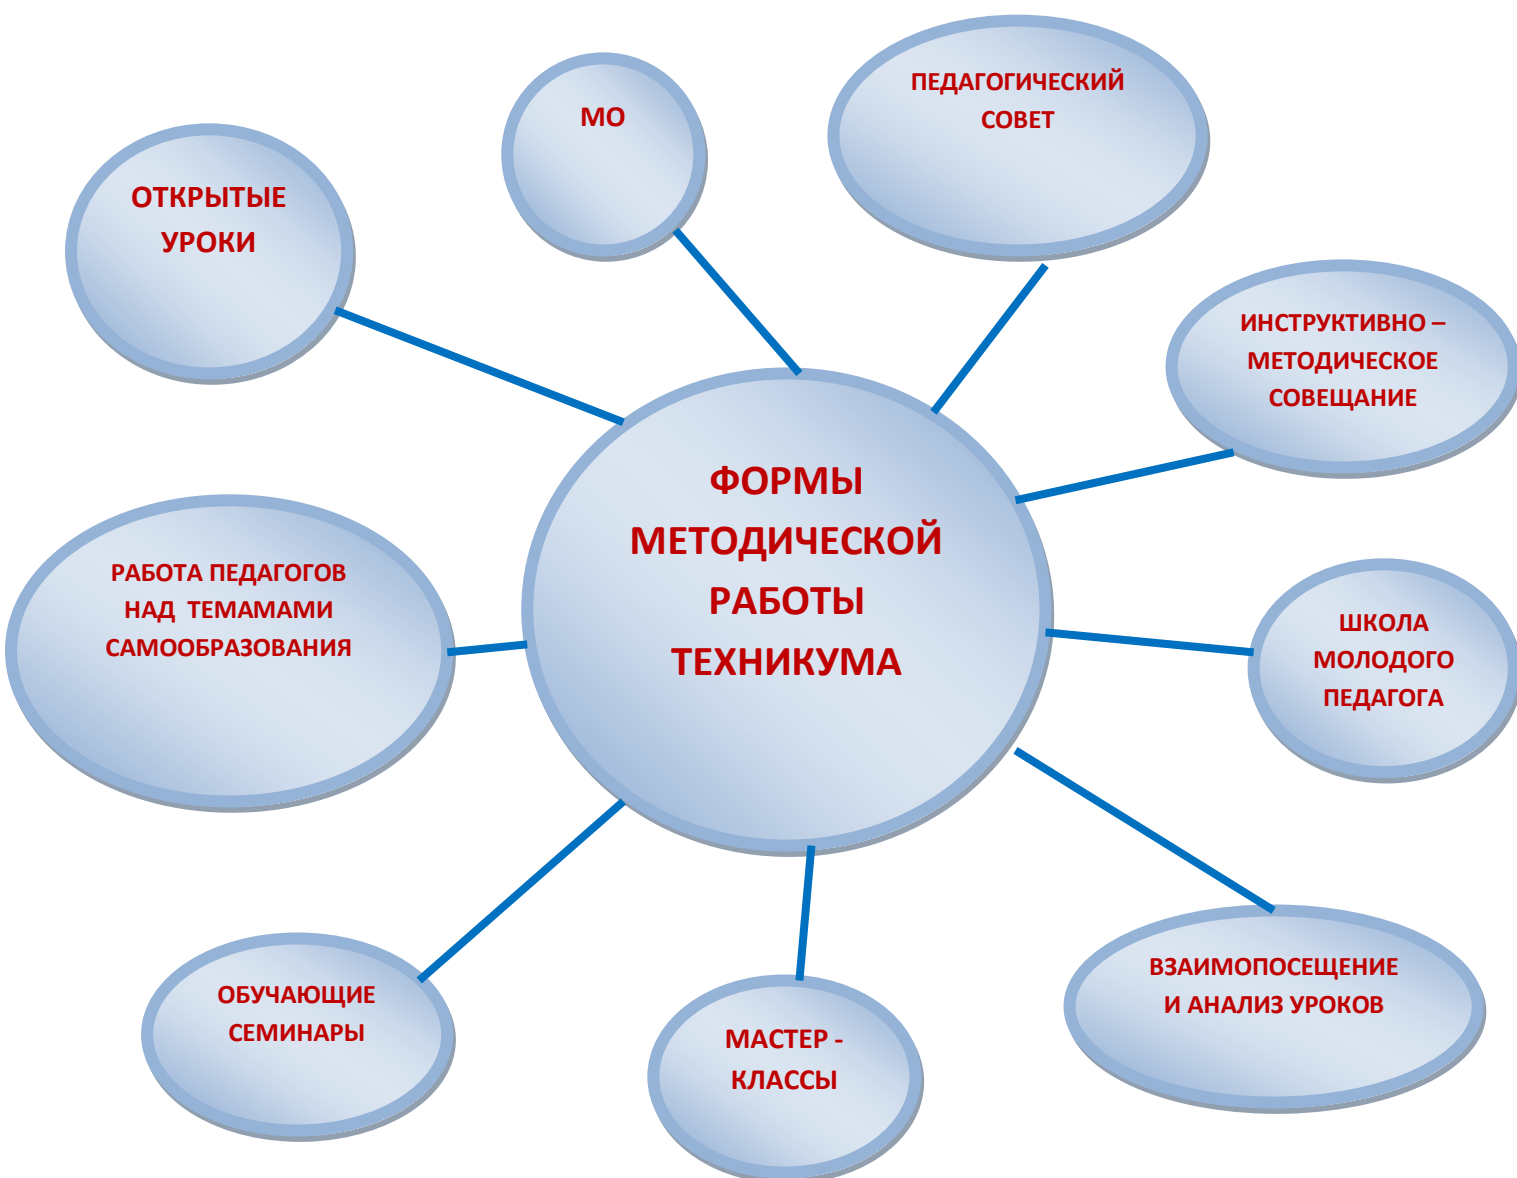 ПЕДАГОГИЧЕСКИЙ
СОВЕТ
МО
ОТКРЫТЫЕ
УРОКИ
ИНСТРУКТИВНО –
МЕТОДИЧЕСКОЕ
СОВЕЩАНИЕ
ФОРМЫ
МЕТОДИЧЕСКОЙ
РАБОТЫ
ТЕХНИКУМА
РАБОТА ПЕДАГОГОВ
НАД  ТЕМАМАМИ
САМООБРАЗОВАНИЯ
ШКОЛА
МОЛОДОГО
ПЕДАГОГА
ВЗАИМОПОСЕЩЕНИЕ
И АНАЛИЗ УРОКОВ
ОБУЧАЮЩИЕ
СЕМИНАРЫ
МАСТЕР -
КЛАССЫ